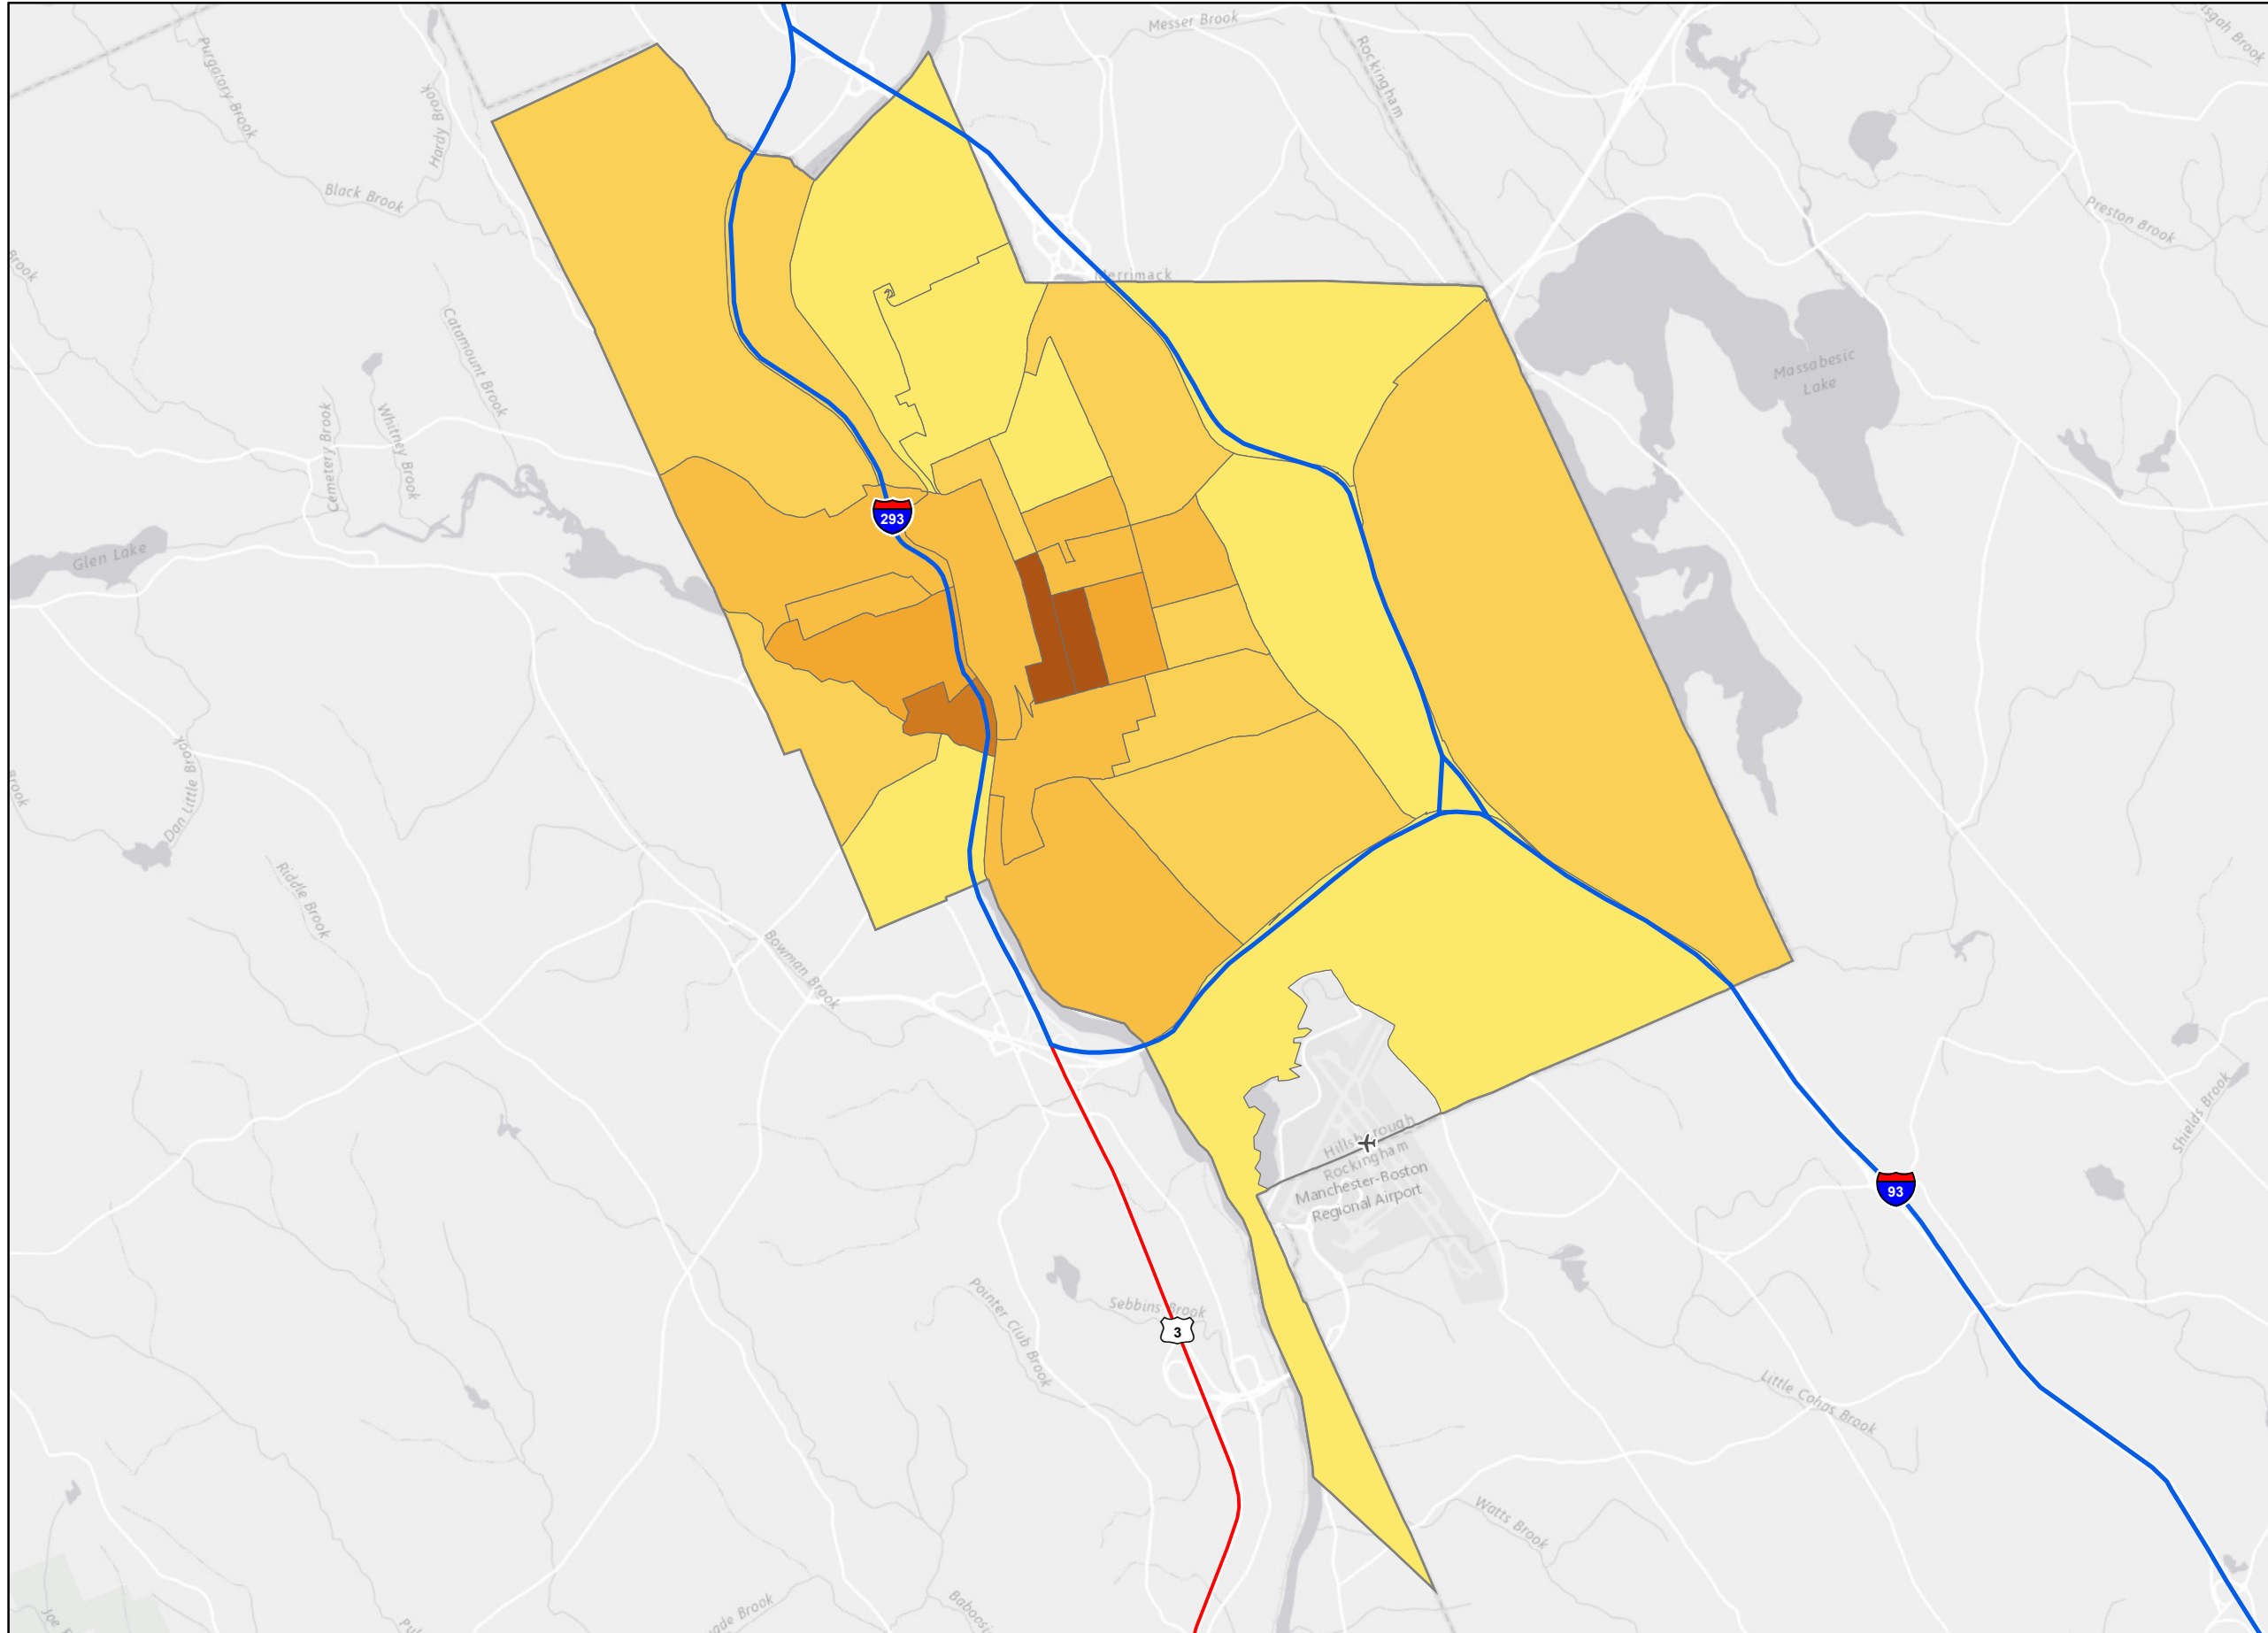 Messer Brook
Rockingham
Purgatory Brook
Hardy Brook
Black Brook
Preston Brook
Brook
Merrimack
Catamount Brook
Massabesic
Lake
Cemetery Brook
Whitney Brook
293
Glen Lake
Dan Little Brook
Brook
Riddle Brook
Bowman Brook
Shields Brook
Hillsborough
Rockingham
Manchester-Boston
Regional Airport
93
Pointer Club Brook
Sebbins Brook
3
Little Cohas Brook
Watts Brook
Brook